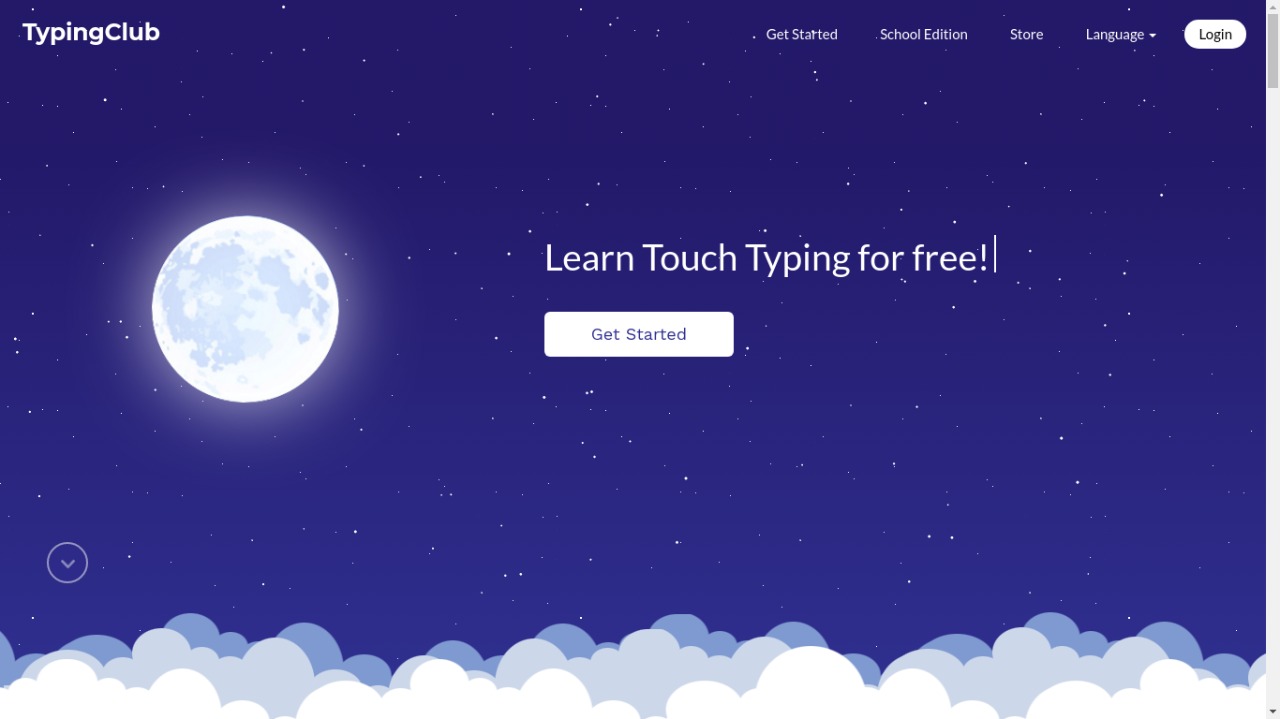 TypingClub
Get Started
School Edition
Store
Language
Login
Learn Touch Typing for free!
Get Started